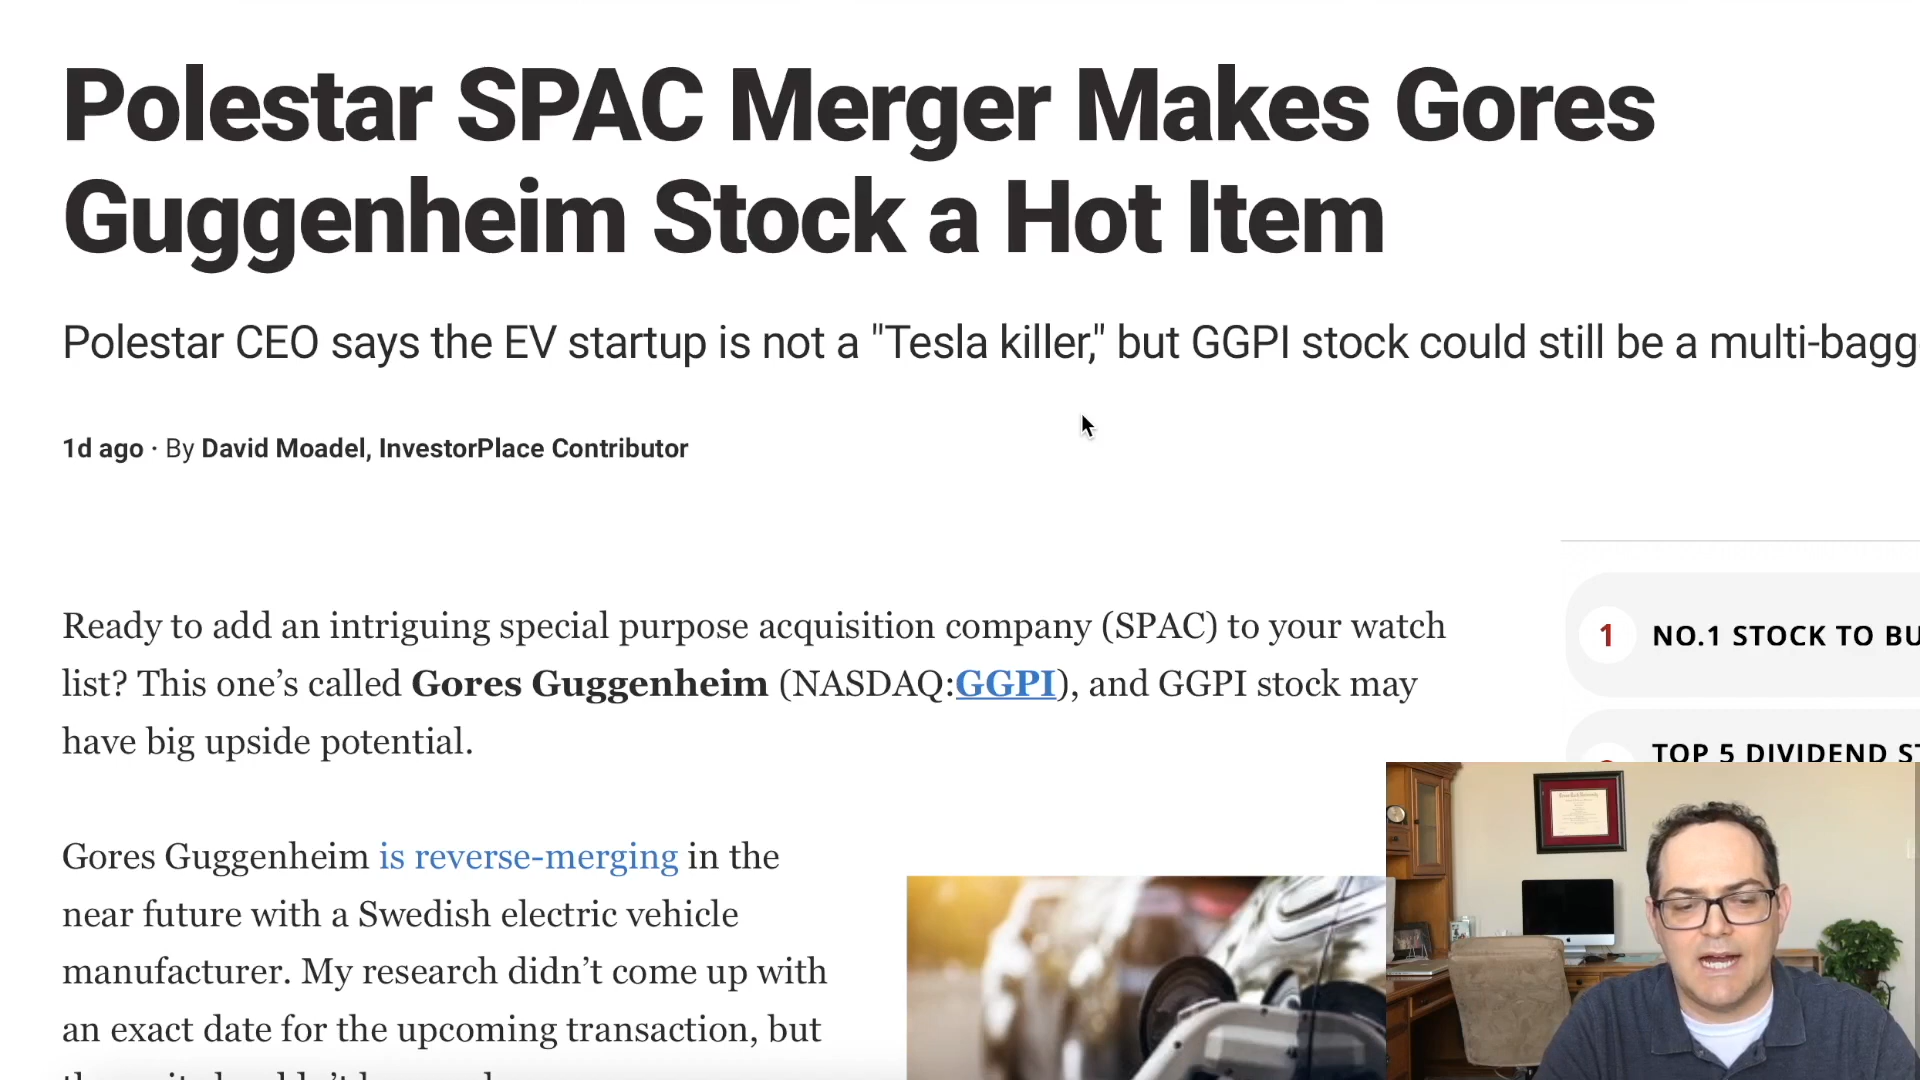 Polestar SPAC Merger Makes Gores
Guggenheim Stock a Hot Item
Polestar CEO says the EV startup is not a "Tesla killer," but GGPI stock could still be a multi-bagg
1d ago · By David Moadel, InvestorPlace Contributor
Ready to add an intriguing special purpose acquisition company (SPAC) to your watch
list? This one’s called Gores Guggenheim (NASDAQ:GGPI), and GGPI stock may
have big upside potential.
Gores Guggenheim is reverse-merging in the
near future with a Swedish electric vehicle
manufacturer. My research didn’t come up with
an exact date for the upcoming transaction, but
1 NO.1 STOCK TO BU
TOP 5 DIVIDEND ST